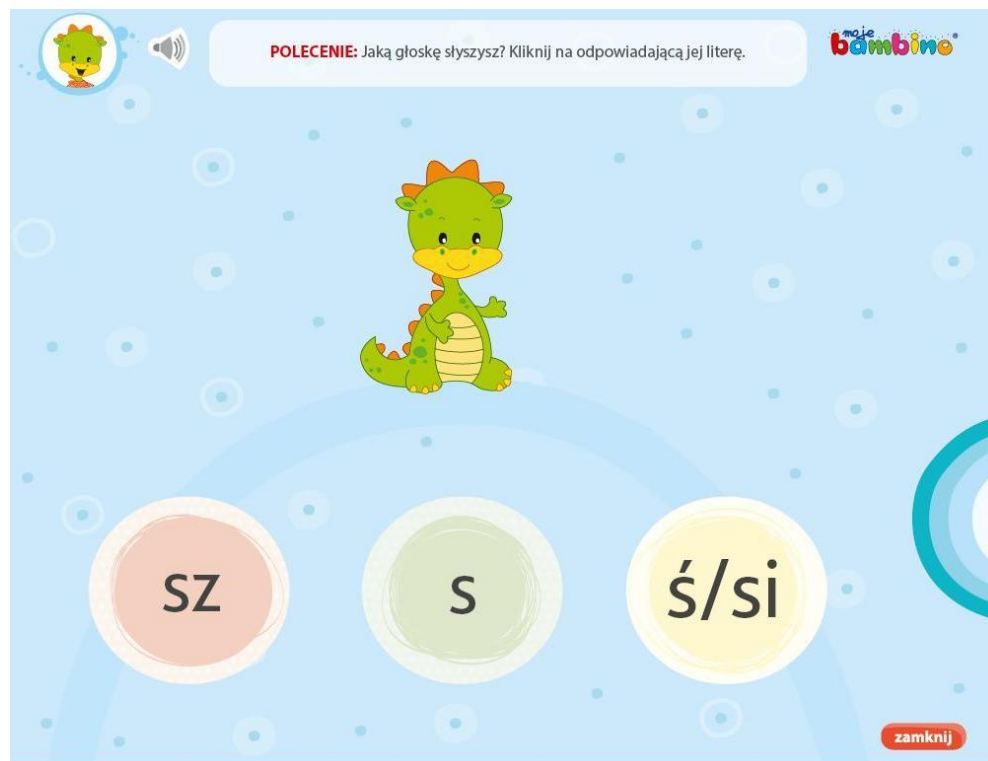 POLECENIE: Jaką głoskę słyszysz? Kliknij na odpowiadającą jej literę.
moje
bambino
sz
s
ś/si
zamknij